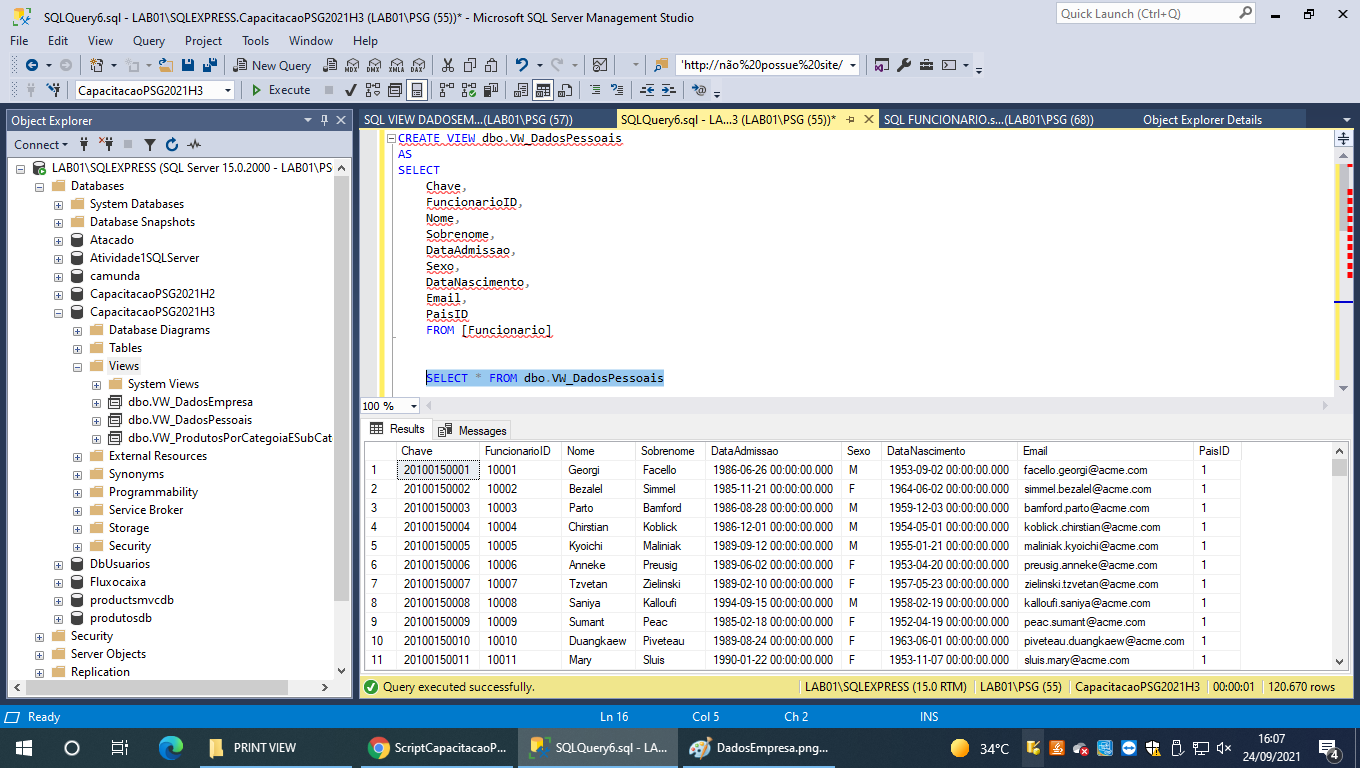 SQLQuery6.sql - LAB01\SQLEXPRESS.CapacitacaoPSG2021H3 (LAB01\PSG (55))* - Microsoft SQL Server Management Studio
Quick Launch (Ctrl+Q)
File Edit View Query Project Tools Window Help
New Query MDX DMX XMLA DAX 'http://não%20possue%20site/
CapacitacaoPSG2021H3 Execute
Object Explorer
SQL VIEW DADOSEM...(LAB01\PSG (57)) SQLQuery6.sql - LA...3 (LAB01\PSG (55))* SQL FUNCIONARIO.s...(LAB01\PSG (68)) Object Explorer Details
Connect
LAB01\SQLEXPRESS (SQL Server 15.0.2000 - LAB01\PS
Databases
System Databases
Database Snapshots
Atacado
Atividade1SQLServer
camunda
CapacitacaoPSG2021H2
CapacitacaoPSG2021H3
Database Diagrams
Tables
Views
System Views
dbo.VW_DadosEmpresa
dbo.VW_DadosPessoais
dbo.VW_ProdutosPorCategoiaESubCat
External Resources
Synonyms
Programmability
Service Broker
Storage
Security
DbUsuarios
Fluxocaixa
productsmvcdb
produtosdb
Security
Server Objects
Replication
CREATE VIEW dbo.VW_DadosPessoais
AS
SELECT
Chave,
FuncionarioID,
Nome,
Sobrenome,
DataAdmissao,
Sexo,
DataNascimento,
Email,
PaisID
FROM [Funcionario]
SELECT * FROM dbo.VW_DadosPessoais
100 %
Results Messages
Chave FuncionarioID Nome Sobrenome DataAdmissao Sexo DataNascimento Email PaisID
1 20100150001 10001 Georgi Facello 1986-06-26 00:00:00.000 M 1953-09-02 00:00:00.000 facello.georgi@acme.com 1
2 20100150002 10002 Bezalel Simmel 1985-11-21 00:00:00.000 F 1964-06-02 00:00:00.000 simmel.bezalel@acme.com 1
3 20100150003 10003 Parto Bamford 1986-08-28 00:00:00.000 M 1959-12-03 00:00:00.000 bamford.parto@acme.com 1
4 20100150004 10004 Chirstian Koblick 1986-12-01 00:00:00.000 M 1954-05-01 00:00:00.000 koblick.chirstian@acme.com 1
5 20100150005 10005 Kyoichi Maliniak 1989-09-12 00:00:00.000 M 1955-01-21 00:00:00.000 maliniak.kyoichi@acme.com 1
6 20100150006 10006 Anneke Preusig 1989-06-02 00:00:00.000 F 1953-04-20 00:00:00.000 preusig.anneke@acme.com 1
7 20100150007 10007 Tzvetan Zielinski 1989-02-10 00:00:00.000 F 1957-05-23 00:00:00.000 zielinski.tzvetan@acme.com 1
8 20100150008 10008 Saniya Kalloufi 1994-09-15 00:00:00.000 M 1958-02-19 00:00:00.000 kalloufi.saniya@acme.com 1
9 20100150009 10009 Sumant Peac 1985-02-18 00:00:00.000 F 1952-04-19 00:00:00.000 peac.sumant@acme.com 1
10 20100150010 10010 Duangkaew Piveteau 1989-08-24 00:00:00.000 F 1963-06-01 00:00:00.000 piveteau.duangkaew@acme.com 1
11 20100150011 10011 Mary Sluis 1990-01-22 00:00:00.000 F 1953-11-07 00:00:00.000 sluis.mary@acme.com 1
Query executed successfully. LAB01\SQLEXPRESS (15.0 RTM) LAB01\PSG (55) CapacitacaoPSG2021H3 00:00:01 120.670 rows
Ready Ln 16 Col 5 Ch 2 INS
PRINT VIEW ScriptCapacitacaoP... SQLQuery6.sql - LA... DadosEmpresa.png... 34°C 16:07
24/09/2021 4